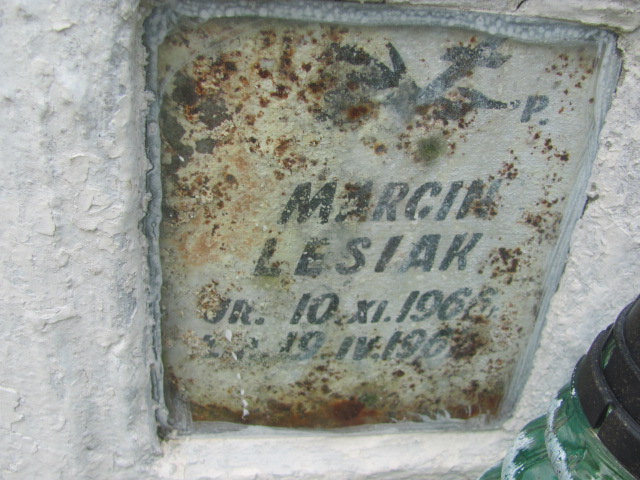 Ś. P.
MARCIN
LESIAK
UR. 10.XI.1966
19.IV.196